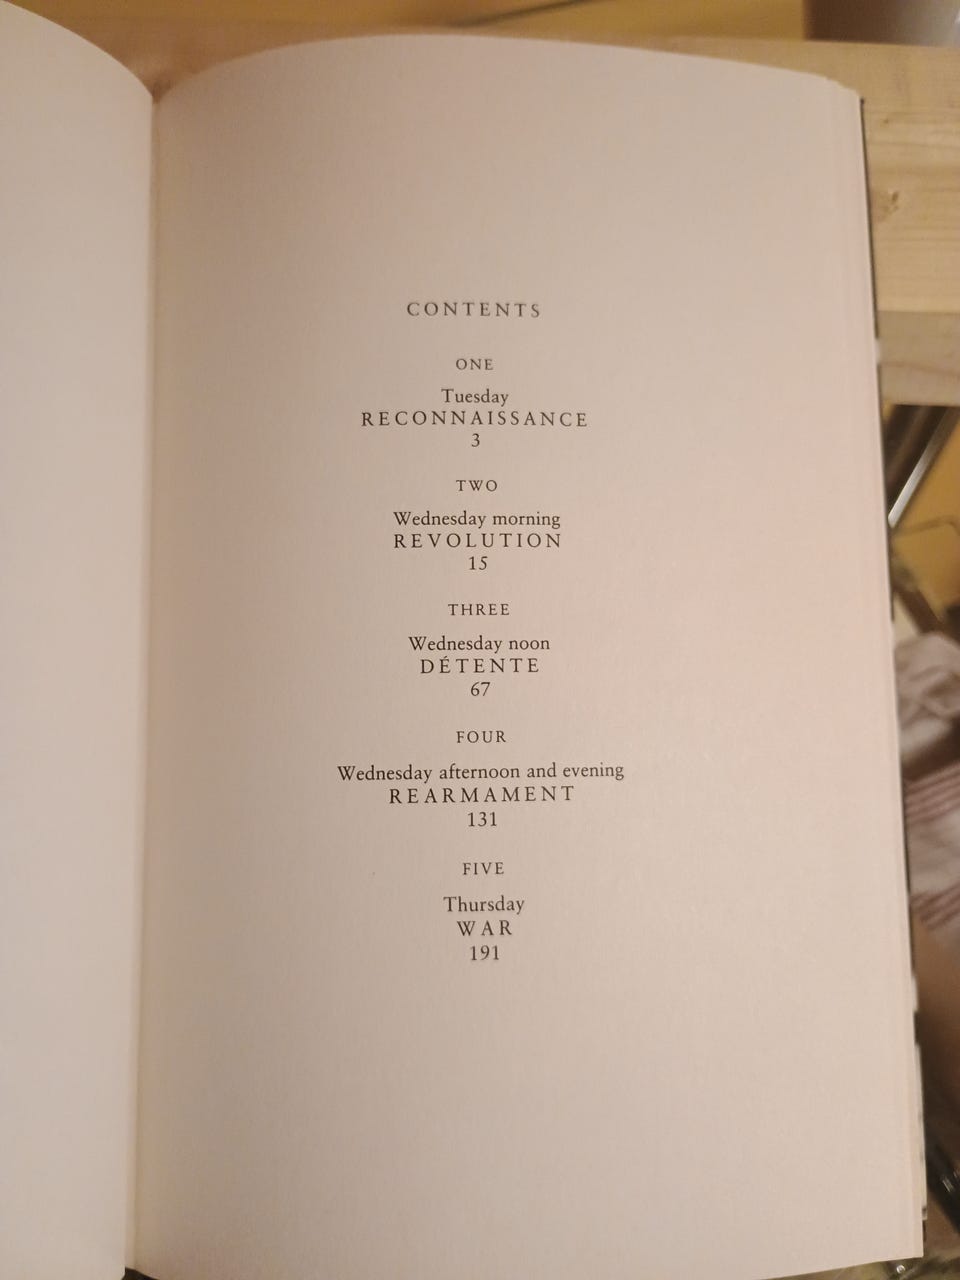 CONTENTS
ONE
Tuesday
RECONNAISSANCE
3
TWO
Wednesday morning
REVOLUTION
15
THREE
Wednesday noon
DÉTENTE
67
FOUR
Wednesday afternoon and evening
REARMAMENT
131
FIVE
Thursday
WAR
191